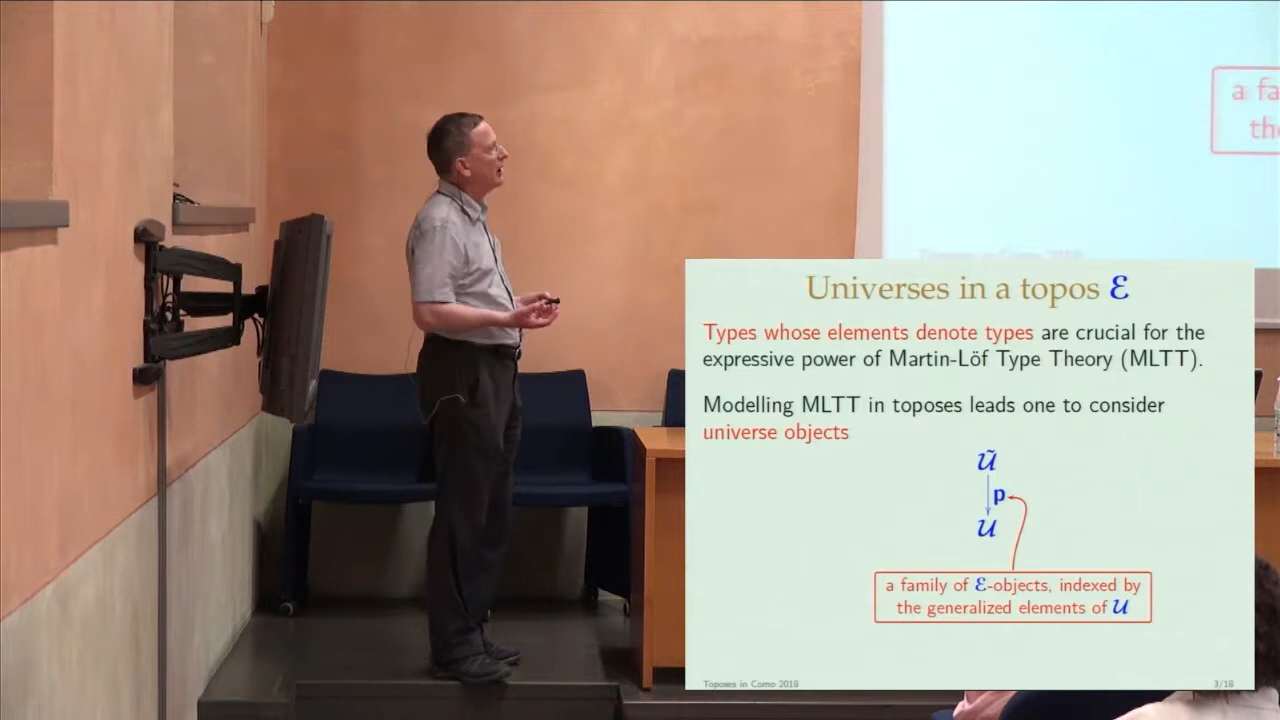 a fa
the
Universes in a topos ℰ
Types whose elements denote types are crucial for the
expressive power of Martin-Löf Type Theory (MLTT).
Modelling MLTT in toposes leads one to consider
universe objects
𝒰̃
p
𝒰
a family of ℰ-objects, indexed by
the generalized elements of 𝒰
Toposes in Como 2018
3/18